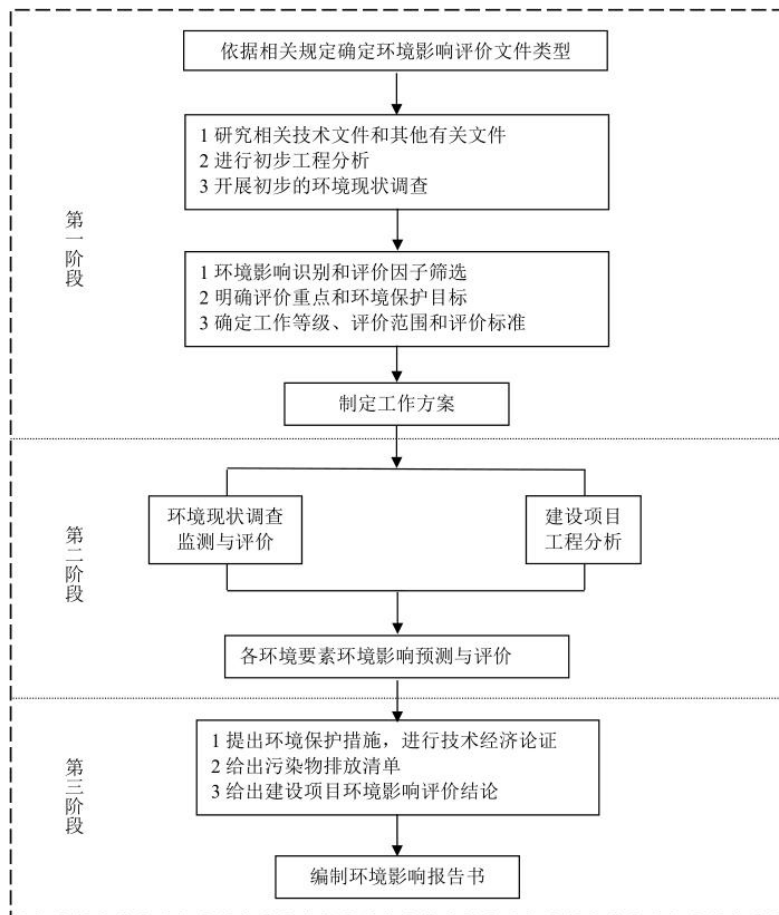 依据相关规定确定环境影响评价文件类型
1 研究相关技术文件和其他有关文件
2 进行初步工程分析
3 开展初步的环境现状调查
第一阶段
1 环境影响识别和评价因子筛选
2 明确评价重点和环境保护目标
3 确定工作等级、评价范围和评价标准
制定工作方案
第二阶段
环境现状调查
监测与评价
建设项目
工程分析
各环境要素环境影响预测与评价
第三阶段
1 提出环境保护措施，进行技术经济论证
2 给出污染物排放清单
3 给出建设项目环境影响评价结论
编制环境影响报告书